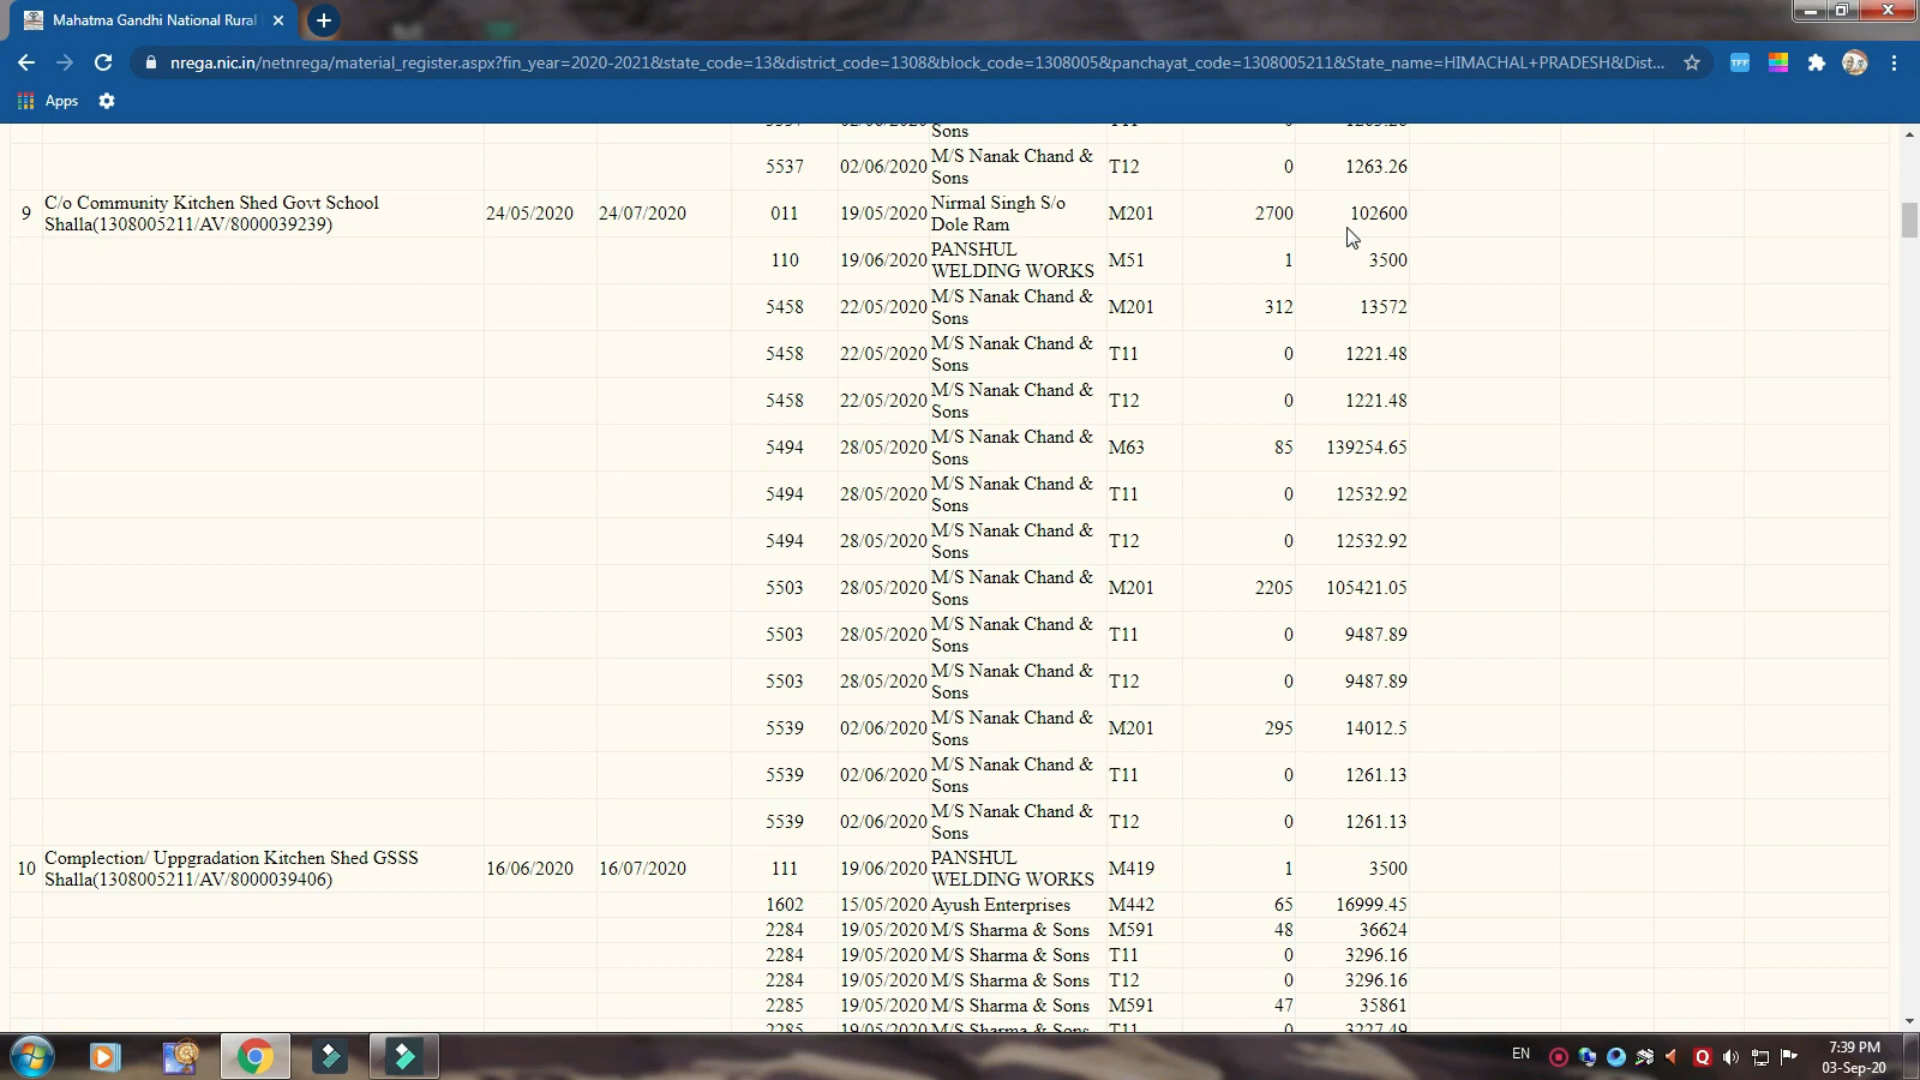 Mahatma Gandhi National Rural
nrega.nic.in/netnrega/material_register.aspx?fin_year=2020-2021&state_code=13&district_code=1308&block_code=1308005&panchayat_code=1308005211&State_name=HIMACHAL+PRADESH&Dist...
TFF
Apps
Sons
5537 02/06/2020 M/S Nanak Chand & Sons T12 0 1263.26
9 C/o Community Kitchen Shed Govt School Shalla(1308005211/AV/8000039239) 24/05/2020 24/07/2020 011 19/05/2020 Nirmal Singh S/o Dole Ram M201 2700 102600
110 19/06/2020 PANSHUL WELDING WORKS M51 1 3500
5458 22/05/2020 M/S Nanak Chand & Sons M201 312 13572
5458 22/05/2020 M/S Nanak Chand & Sons T11 0 1221.48
5458 22/05/2020 M/S Nanak Chand & Sons T12 0 1221.48
5494 28/05/2020 M/S Nanak Chand & Sons M63 85 139254.65
5494 28/05/2020 M/S Nanak Chand & Sons T11 0 12532.92
5494 28/05/2020 M/S Nanak Chand & Sons T12 0 12532.92
5503 28/05/2020 M/S Nanak Chand & Sons M201 2205 105421.05
5503 28/05/2020 M/S Nanak Chand & Sons T11 0 9487.89
5503 28/05/2020 M/S Nanak Chand & Sons T12 0 9487.89
5539 02/06/2020 M/S Nanak Chand & Sons M201 295 14012.5
5539 02/06/2020 M/S Nanak Chand & Sons T11 0 1261.13
5539 02/06/2020 M/S Nanak Chand & Sons T12 0 1261.13
10 Complection/ Uppgradation Kitchen Shed GSSS Shalla(1308005211/AV/8000039406) 16/06/2020 16/07/2020 111 19/06/2020 PANSHUL WELDING WORKS M419 1 3500
1602 15/05/2020 Ayush Enterprises M442 65 16999.45
2284 19/05/2020 M/S Sharma & Sons M591 48 36624
2284 19/05/2020 M/S Sharma & Sons T11 0 3296.16
2284 19/05/2020 M/S Sharma & Sons T12 0 3296.16
2285 19/05/2020 M/S Sharma & Sons M591 47 35861
2285 19/05/2020 M/S Sharma & Sons T11 0 3227.49
EN
7:39 PM
03-Sep-20